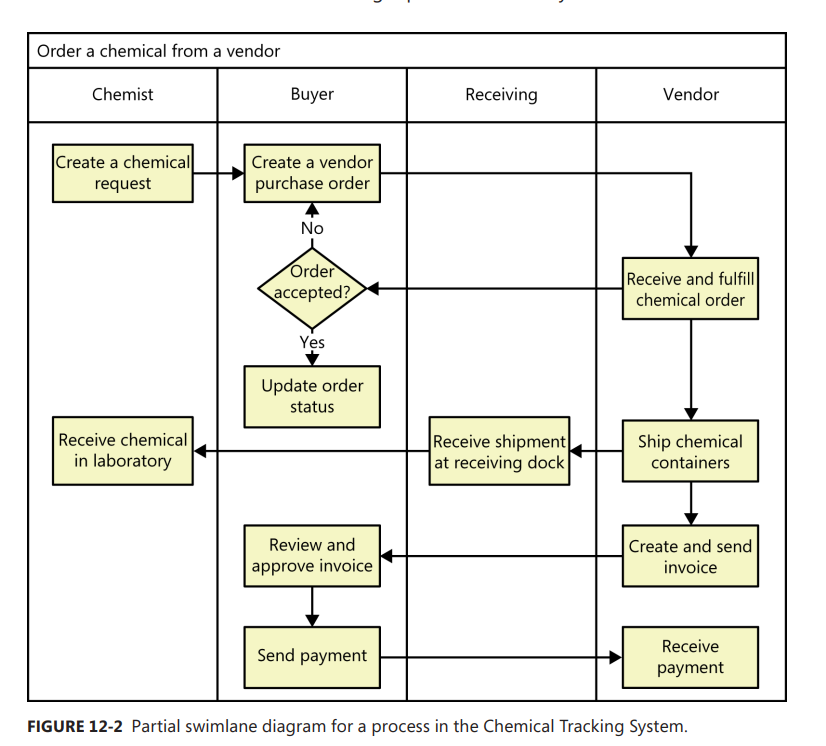 Order a chemical from a vendor
Chemist
Buyer
Receiving
Vendor
Create a chemical
request
Create a vendor
purchase order
No
Order
accepted?
Receive and fulfill
chemical order
Yes
Update order
status
Receive chemical
in laboratory
Receive shipment
at receiving dock
Ship chemical
containers
Review and
approve invoice
Create and send
invoice
Send payment
Receive
payment
FIGURE 12-2 Partial swimlane diagram for a process in the Chemical Tracking System.